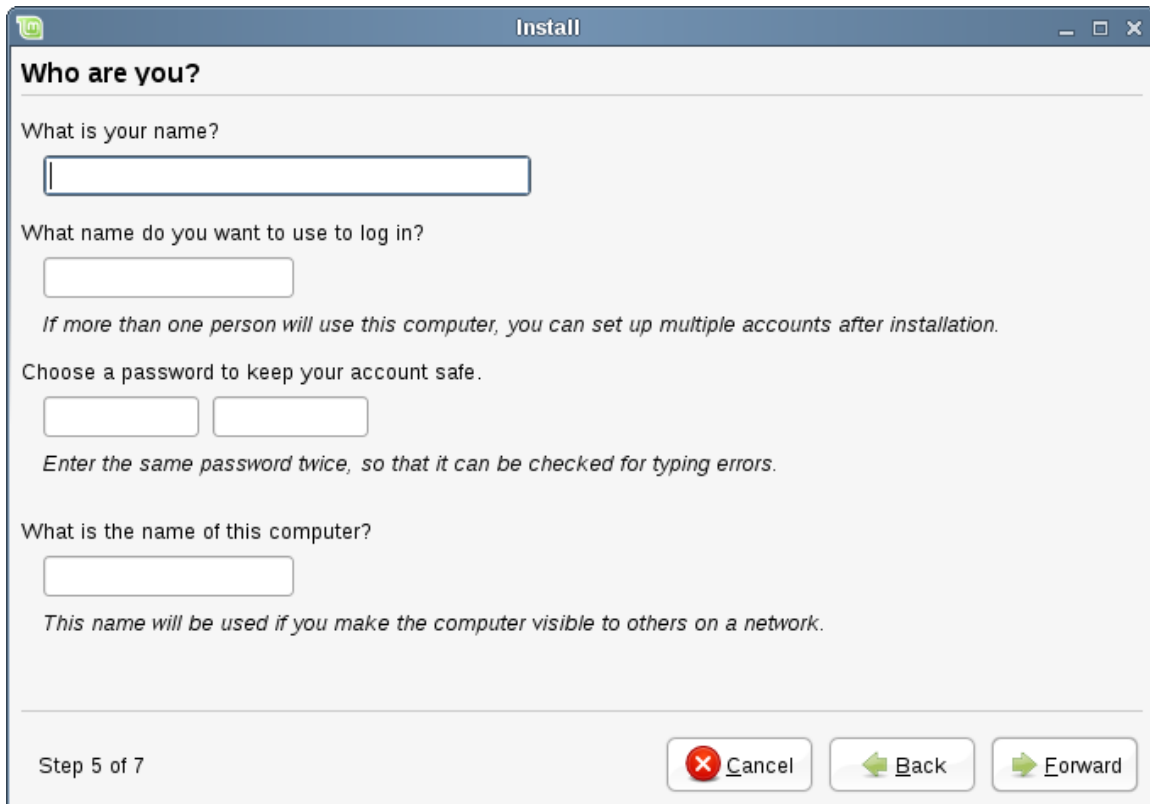 Install
Who are you?
What is your name?
What name do you want to use to log in?
If more than one person will use this computer, you can set up multiple accounts after installation.
Choose a password to keep your account safe.
Enter the same password twice, so that it can be checked for typing errors.
What is the name of this computer?
This name will be used if you make the computer visible to others on a network.
Step 5 of 7 Cancel Back Forward